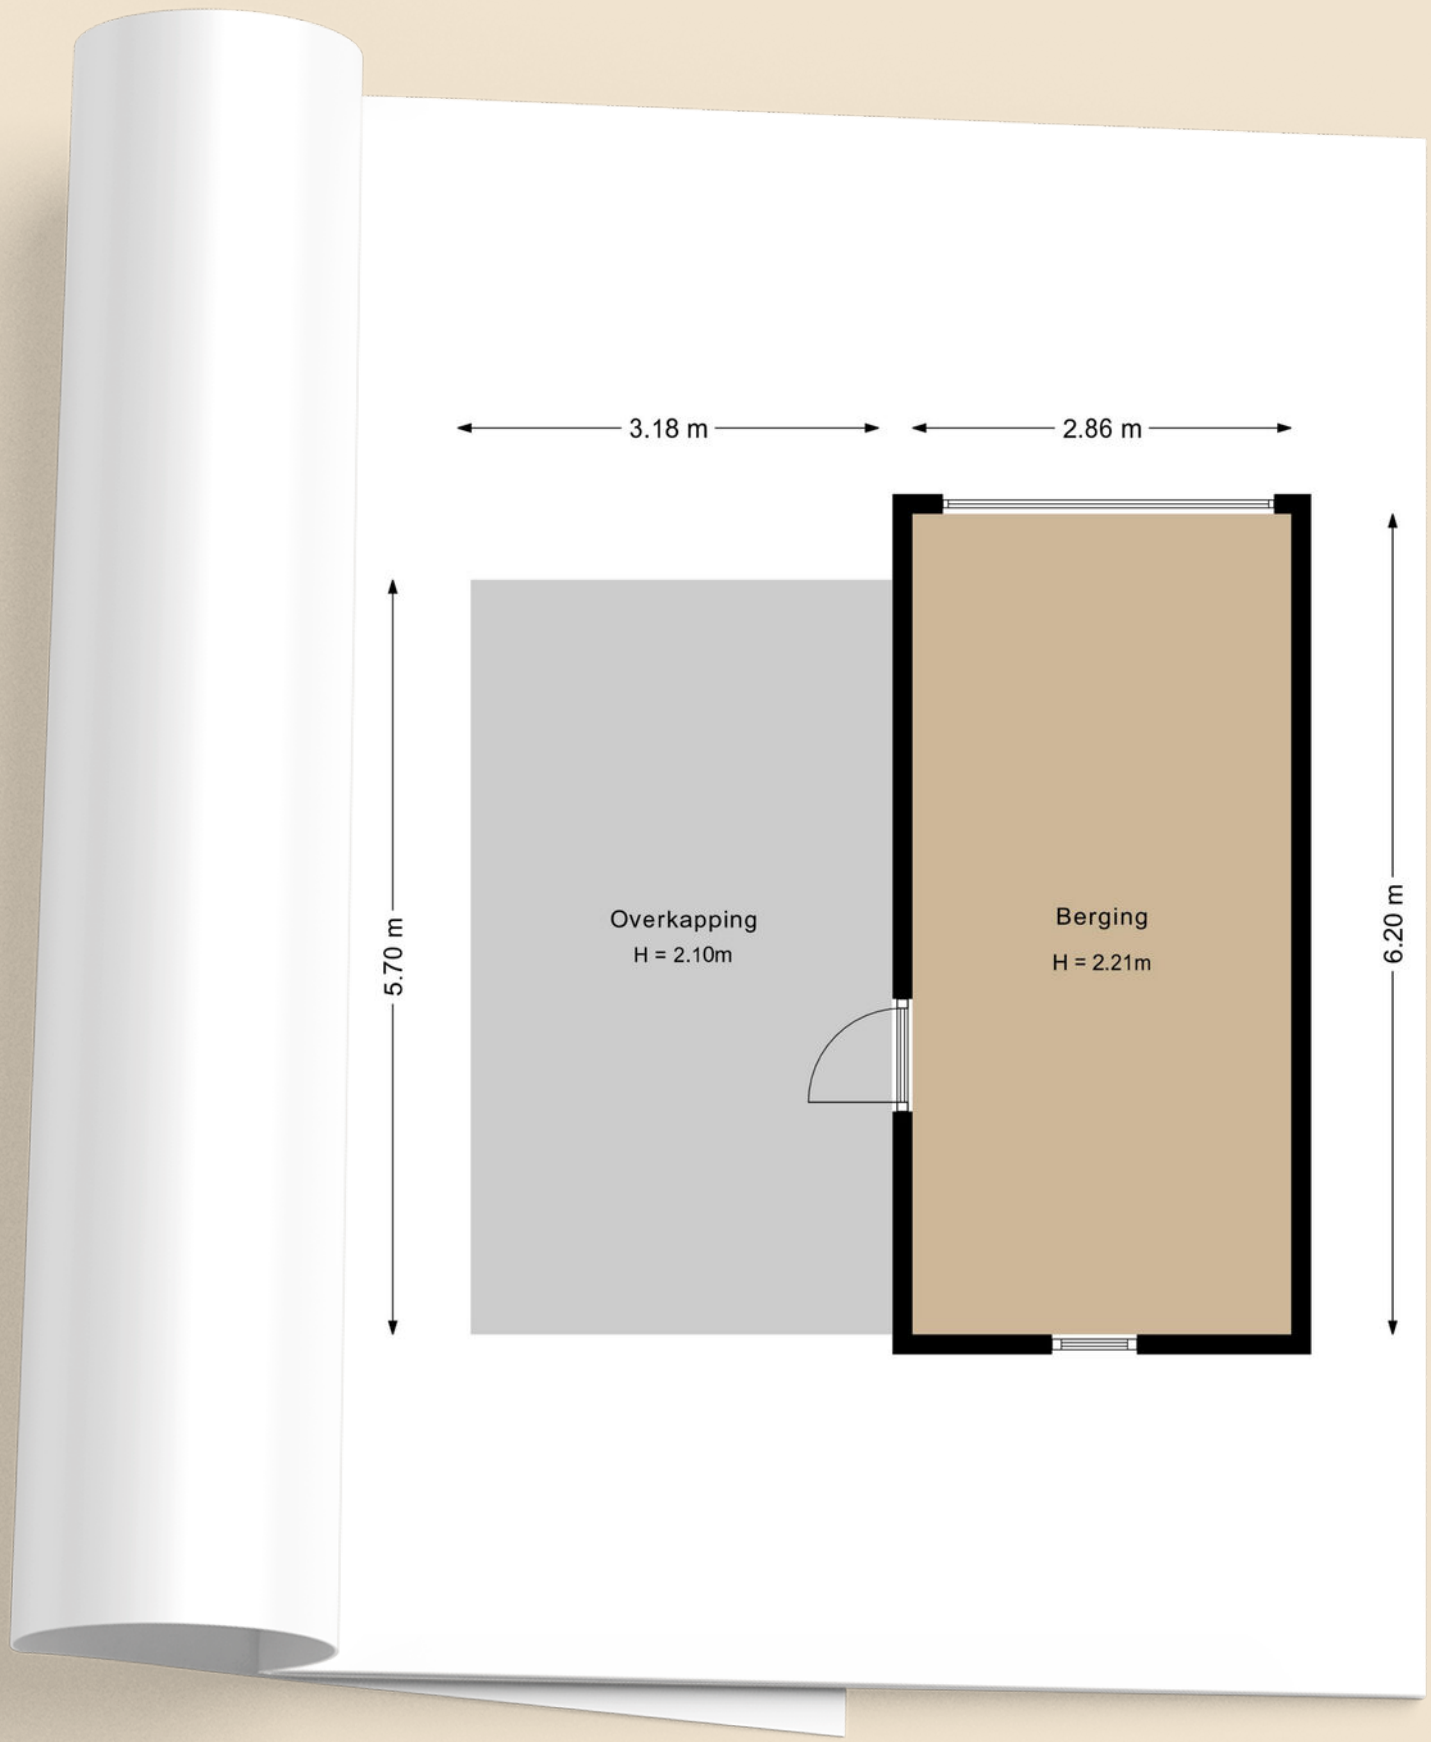 3.18 m
2.86 m
5.70 m
6.20 m
Overkapping
H = 2.10m
Berging
H = 2.21m